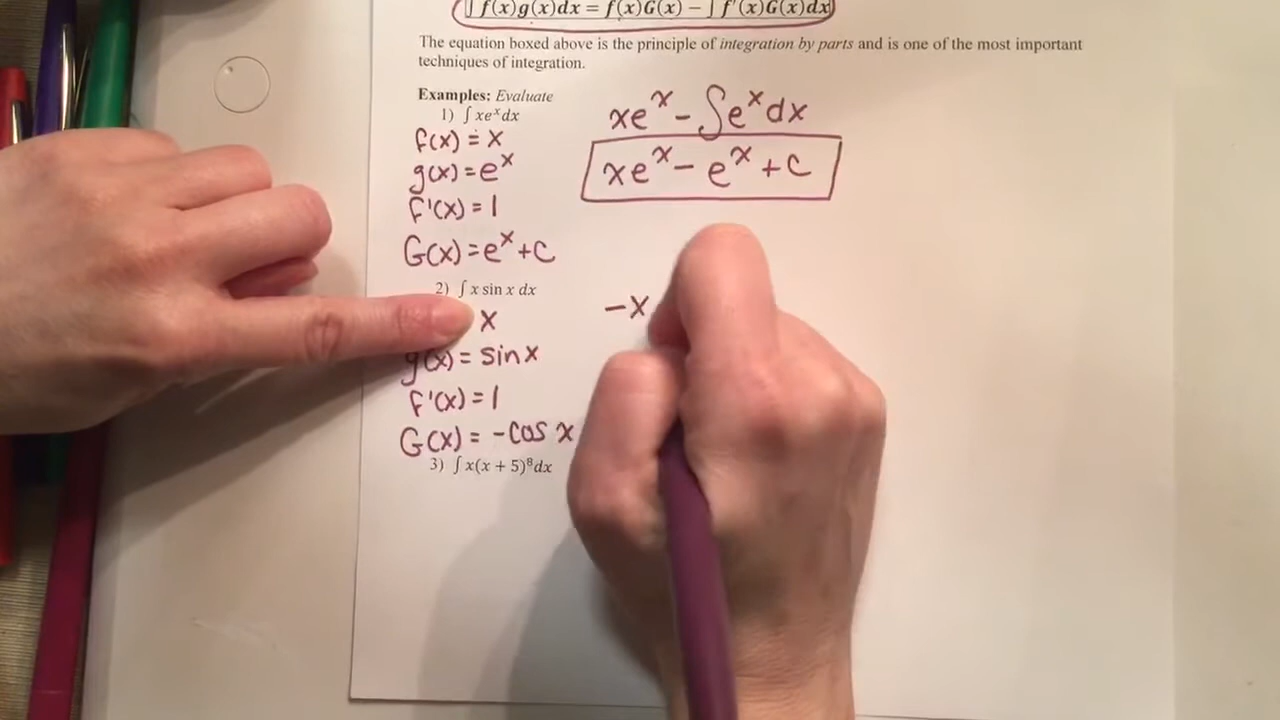 ∫ f(x)g(x)dx = f(x)G(x) − ∫ f'(x)G(x)dx
The equation boxed above is the principle of integration by parts and is one of the most important
techniques of integration.
Examples: Evaluate
1) ∫ xeˣdx
f(x) = x
g(x) = eˣ
f'(x) = 1
G(x) = eˣ + C
xeˣ - ∫eˣdx
xeˣ - eˣ + C
2) ∫ x sin x dx
x
g(x) = sin x
f'(x) = 1
G(x) = -cos x
-x
3) ∫ x(x + 5)⁸dx